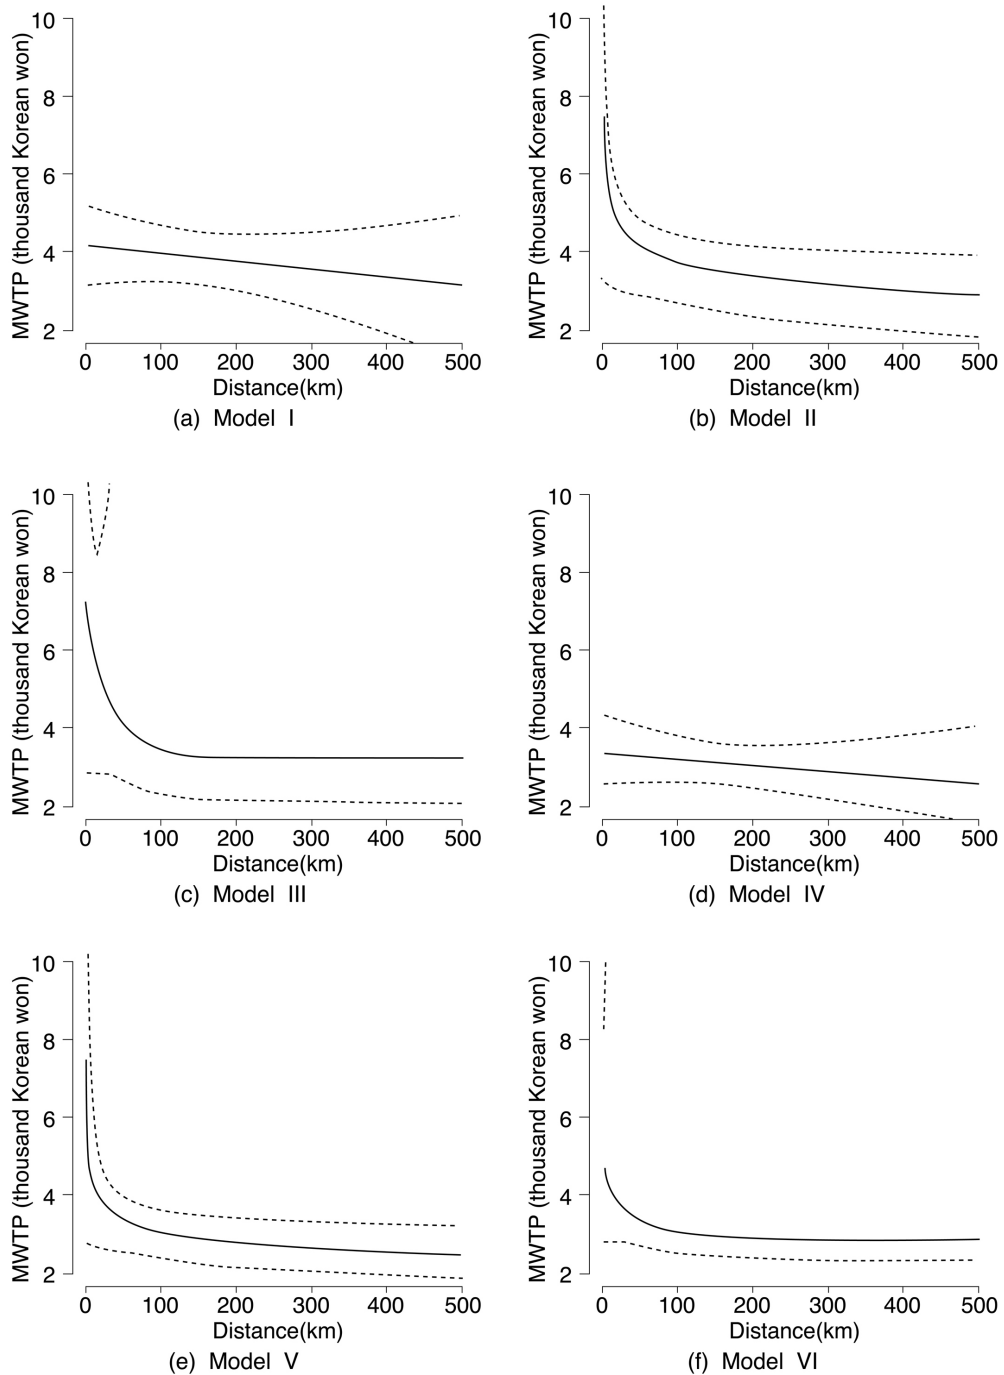 MWTP (thousand Korean won)
10
8
6
4
2
0 100 200 300 400 500
Distance(km)
(a) Model I
MWTP (thousand Korean won)
10
8
6
4
2
0 100 200 300 400 500
Distance(km)
(b) Model II
MWTP (thousand Korean won)
10
8
6
4
2
0 100 200 300 400 500
Distance(km)
(c) Model III
MWTP (thousand Korean won)
10
8
6
4
2
0 100 200 300 400 500
Distance(km)
(d) Model IV
MWTP (thousand Korean won)
10
8
6
4
2
0 100 200 300 400 500
Distance(km)
(e) Model V
MWTP (thousand Korean won)
10
8
6
4
2
0 100 200 300 400 500
Distance(km)
(f) Model VI